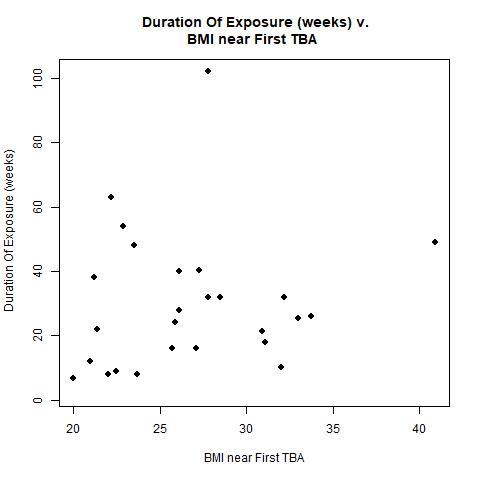 Duration Of Exposure (weeks) v.
BMI near First TBA
Duration Of Exposure (weeks)
100
80
60
40
20
0
20 25 30 35 40
BMI near First TBA